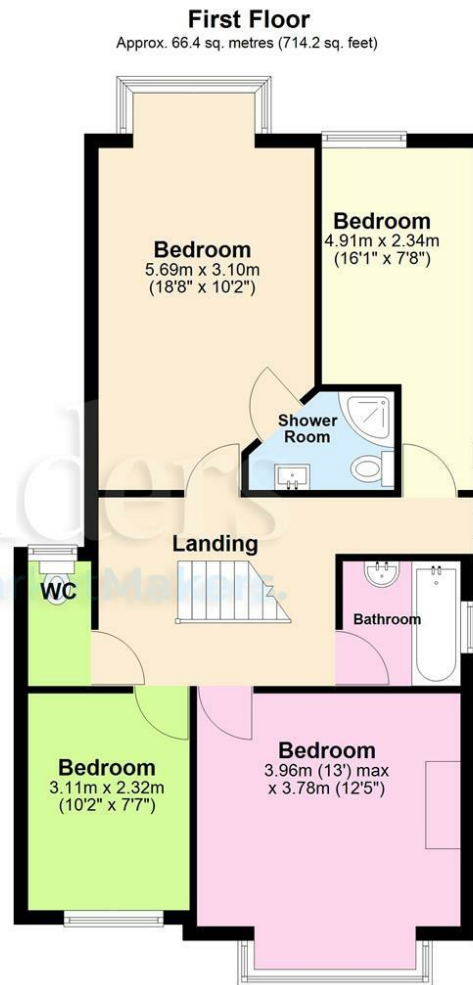 First Floor
Approx. 66.4 sq. metres (714.2 sq. feet)
Bedroom
5.69m x 3.10m
(18'8" x 10'2")
Bedroom
4.91m x 2.34m
(16'1" x 7'8")
Shower
Room
Landing
WC
Bathroom
Bedroom
3.11m x 2.32m
(10'2" x 7'7")
Bedroom
3.96m (13') max
x 3.78m (12'5")